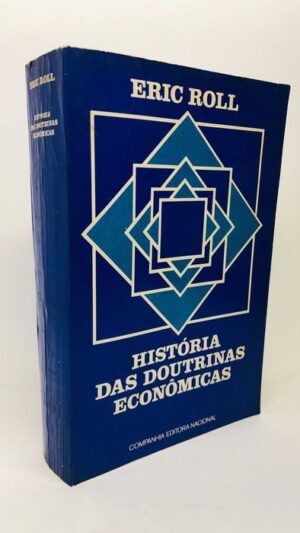 ERIC ROLL
HISTÓRIA
DAS DOUTRINAS
ECONÔMICAS
COMPANHIA EDITORA NACIONAL
ERIC ROLL
HISTÓRIA
DAS DOUTRINAS
ECONÔMICAS